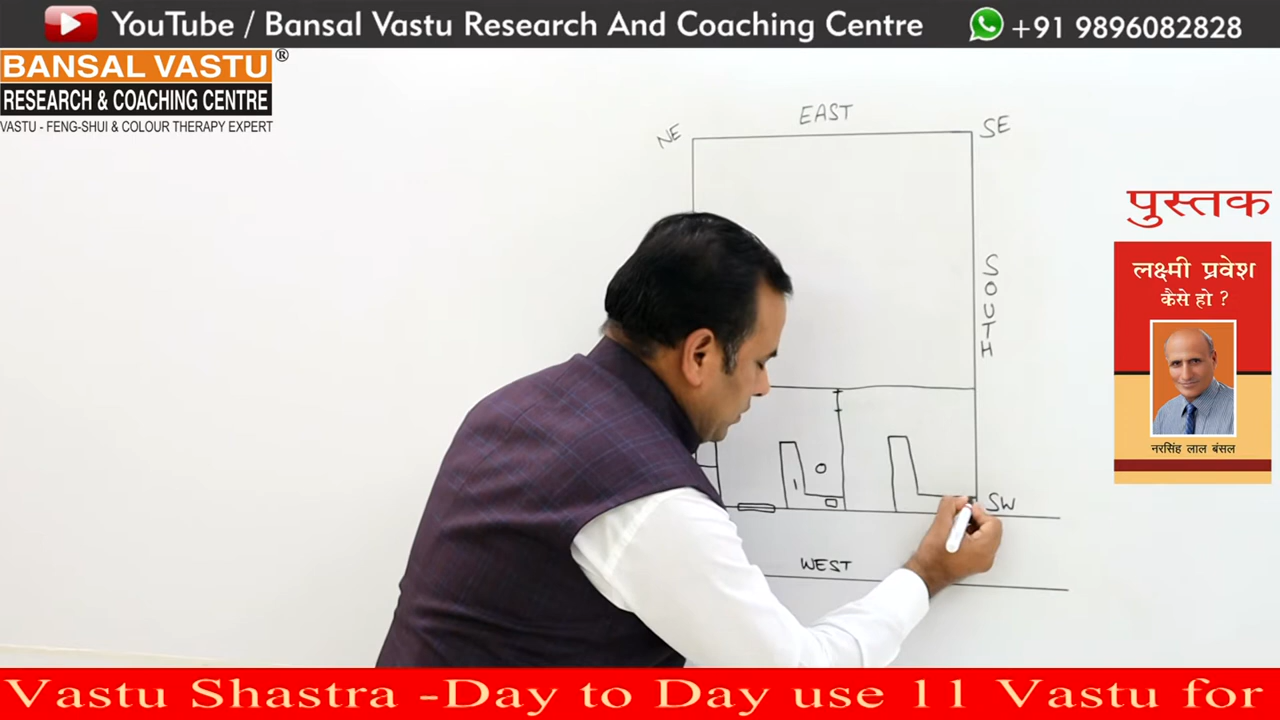 YouTube / Bansal Vastu Research And Coaching Centre
+91 9896082828
BANSAL VASTU®
RESEARCH & COACHING CENTRE
VASTU - FENG-SHUI & COLOUR THERAPY EXPERT
EAST
NE
SE
SOUTH
SW
WEST
पुस्तक
लक्ष्मी प्रवेश
कैसे हो ?
नरसिंह लाल बंसल
Vastu Shastra -Day to Day use 11 Vastu for